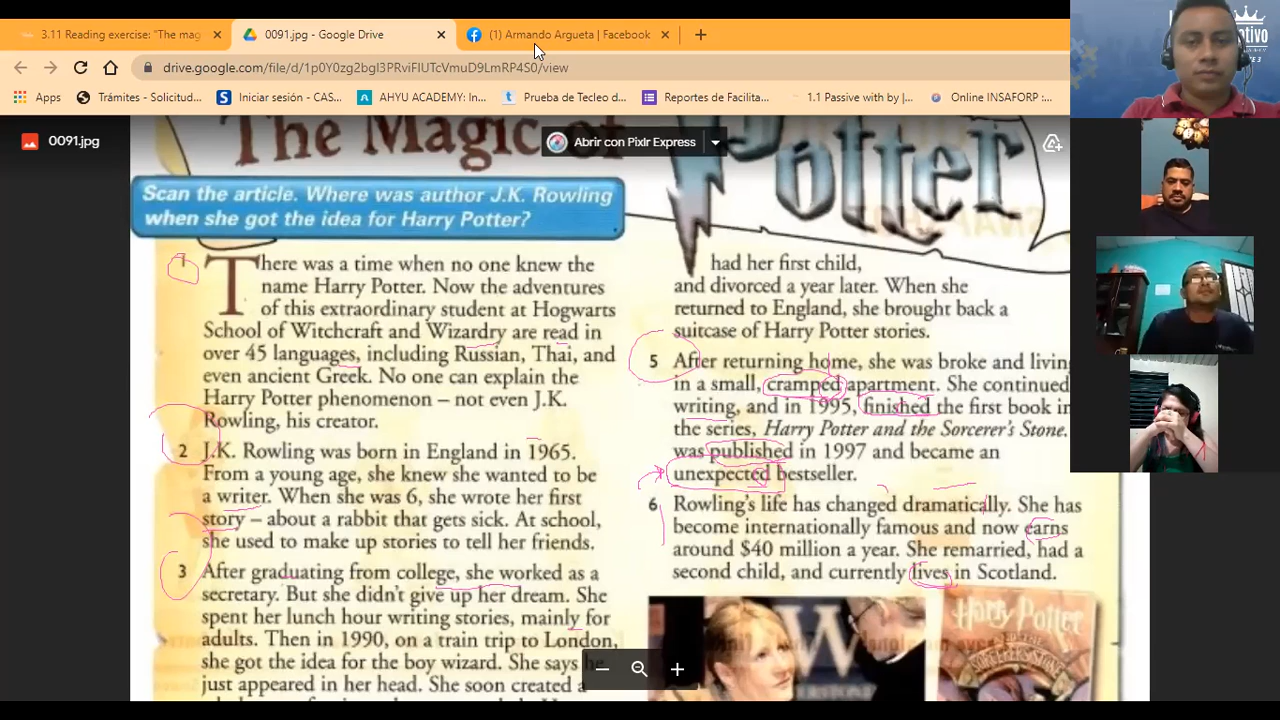 3.11 Reading exercise: "The mag
0091.jpg - Google Drive
(1) Armando Argueta | Facebook
drive.google.com/file/d/1p0Y0zg2bgl3PRviFIUTcVmuD9LmRP4S0/view
Apps
Trámites - Solicitud...
Iniciar sesión - CAS...
AHYU ACADEMY: In...
Prueba de Tecleo d...
Reportes de Facilita...
1.1 Passive with by |...
Online INSAFORP |...
0091.jpg
Abrir con Pixlr Express
The Magic of
Potter
Scan the article. Where was author J.K. Rowling
when she got the idea for Harry Potter?
1 There was a time when no one knew the
name Harry Potter. Now the adventures
of this extraordinary student at Hogwarts
School of Witchcraft and Wizardry are read in
over 45 languages, including Russian, Thai, and
even ancient Greek. No one can explain the
Harry Potter phenomenon – not even J.K.
Rowling, his creator.
2 J.K. Rowling was born in England in 1965.
From a young age, she knew she wanted to be
a writer. When she was 6, she wrote her first
story – about a rabbit that gets sick. At school,
she used to make up stories to tell her friends.
3 After graduating from college, she worked as a
secretary. But she didn't give up her dream. She
spent her lunch hour writing stories, mainly for
adults. Then in 1990, on a train trip to London,
she got the idea for the boy wizard. She says he
just appeared in her head. She soon created a
had her first child,
and divorced a year later. When she
returned to England, she brought back a
suitcase of Harry Potter stories.
5 After returning home, she was broke and living
in a small, cramped apartment. She continued
writing, and in 1995, finished the first book in
the series, Harry Potter and the Sorcerer's Stone.
was published in 1997 and became an
unexpected bestseller.
6 Rowling's life has changed dramatically. She has
become internationally famous and now earns
around $40 million a year. She remarried, had a
second child, and currently lives in Scotland.
Harry Potter